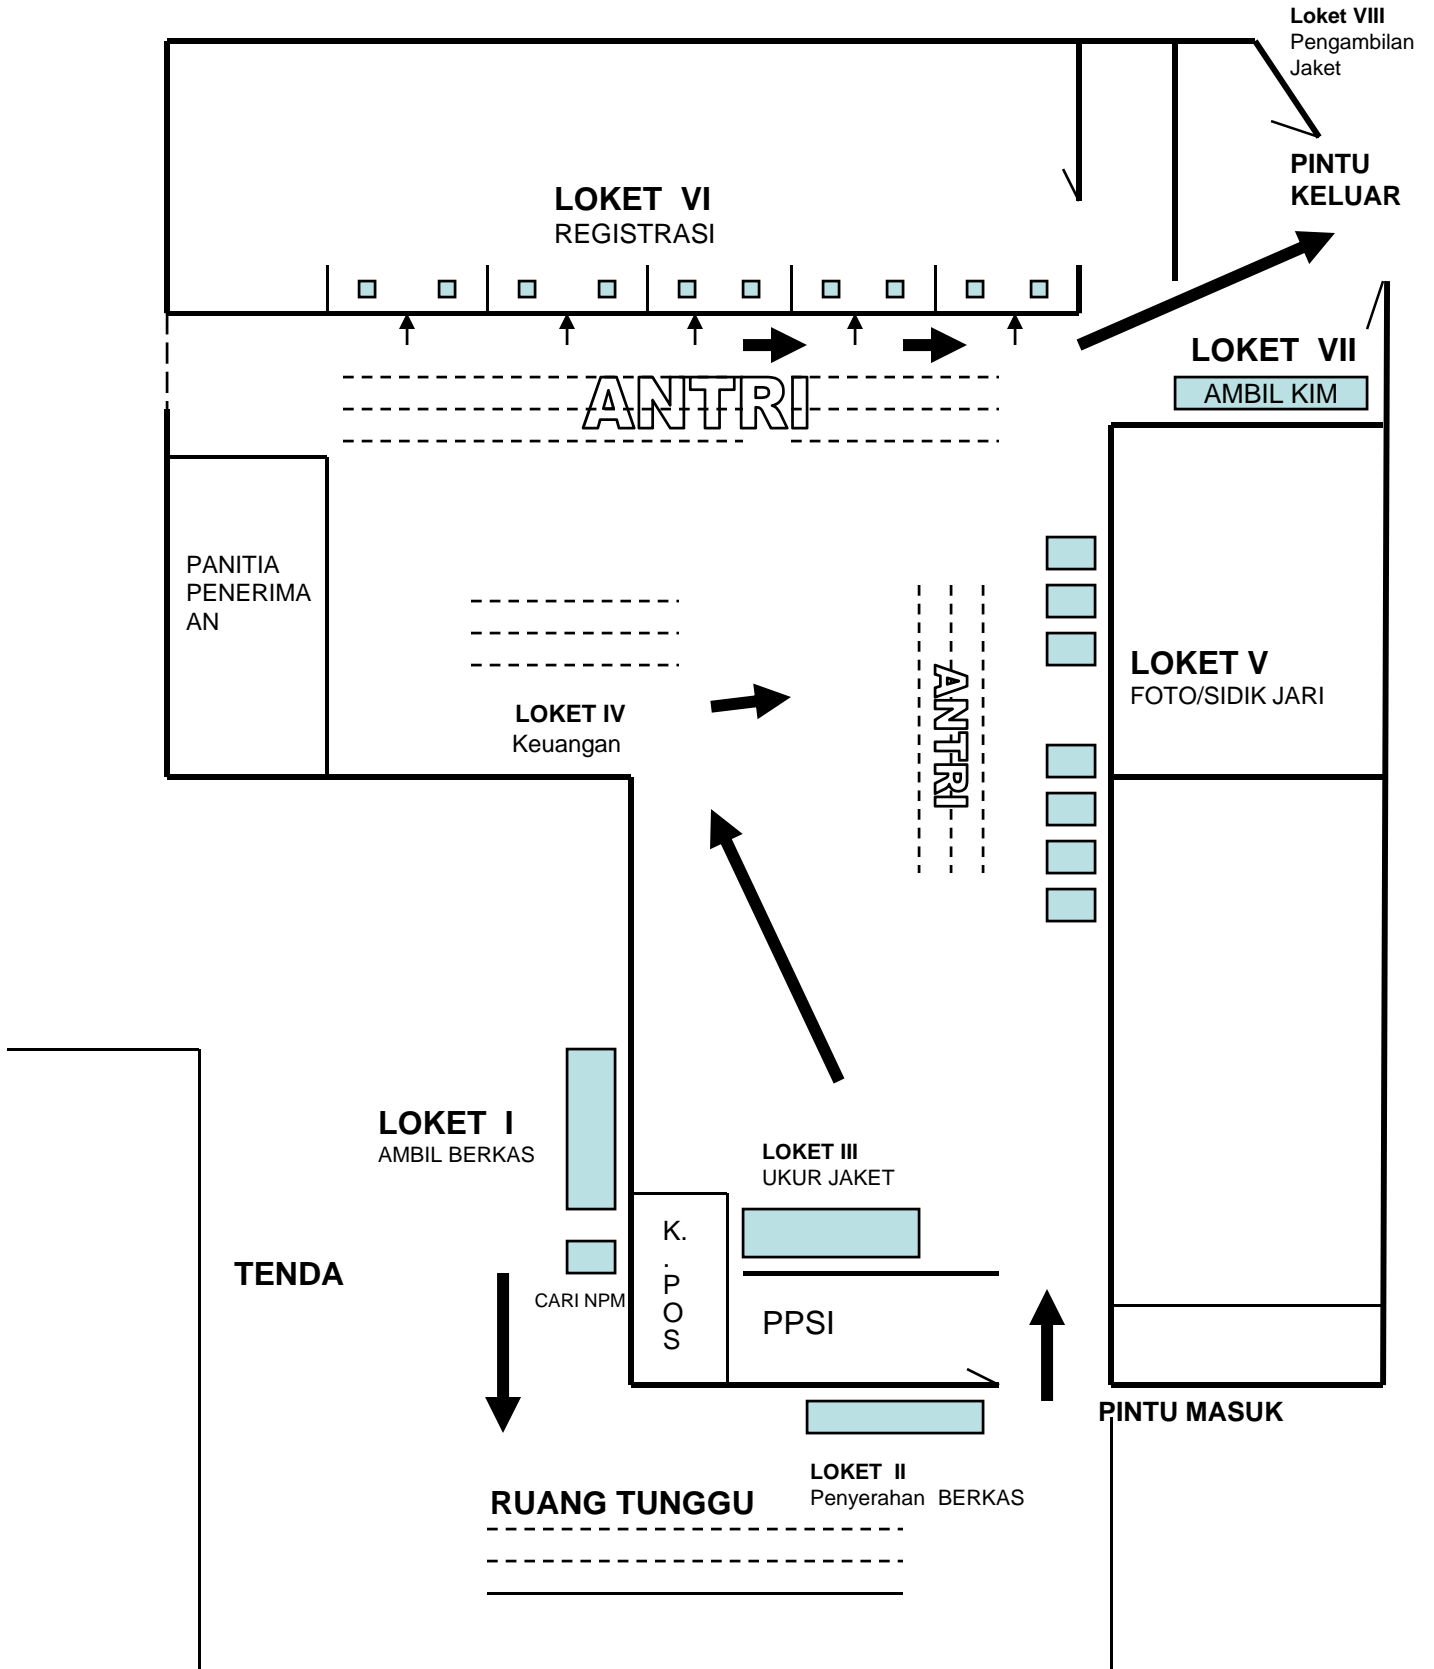 Loket VIII
Pengambilan
Jaket
PINTU
KELUAR
LOKET VI
REGISTRASI
LOKET VII
AMBIL KIM
ANTRI
PANITIA
PENERIMA
AN
LOKET V
FOTO/SIDIK JARI
ANTRI
LOKET IV
Keuangan
LOKET I
AMBIL BERKAS
LOKET III
UKUR JAKET
K.
.
P
O
S
TENDA
CARI NPM
PPSI
PINTU MASUK
LOKET II
Penyerahan BERKAS
RUANG TUNGGU